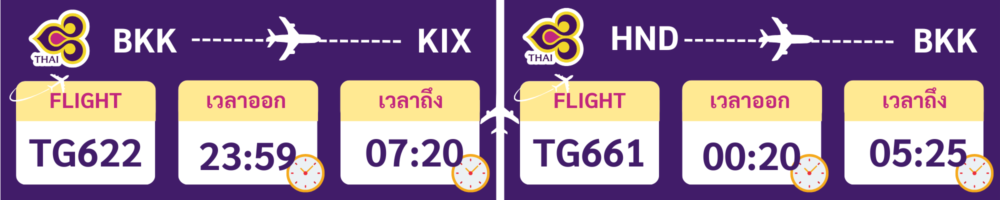 THAI
BKK
KIX
FLIGHT
เวลาออก
เวลาถึง
TG622
23:59
07:20
THAI
HND
BKK
FLIGHT
เวลาออก
เวลาถึง
TG661
00:20
05:25